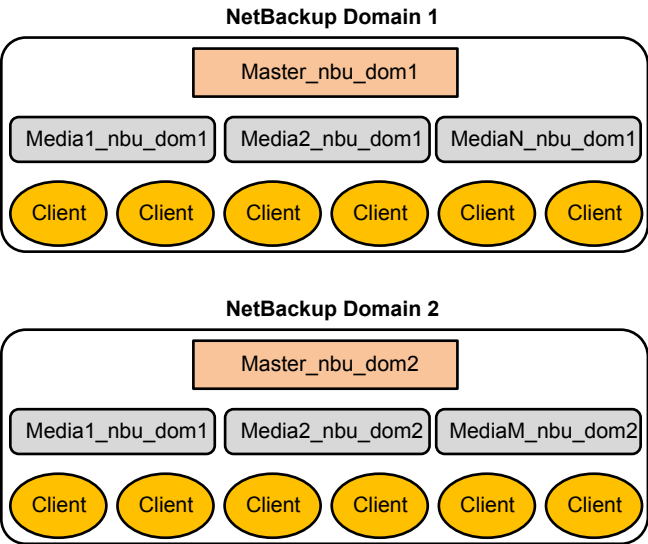 NetBackup Domain 1
Master_nbu_dom1
Media1_nbu_dom1 Media2_nbu_dom1 MediaN_nbu_dom1
Client Client Client Client Client Client
NetBackup Domain 2
Master_nbu_dom2
Media1_nbu_dom1 Media2_nbu_dom2 MediaM_nbu_dom2
Client Client Client Client Client Client